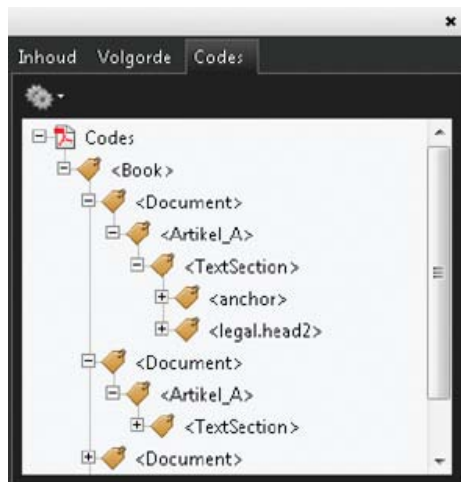 Inhoud Volgorde Codes
Codes
<Book>
<Document>
<Artikel_A>
<TextSection>
<anchor>
<legal.head2>
<Document>
<Artikel_A>
<TextSection>
<Document>